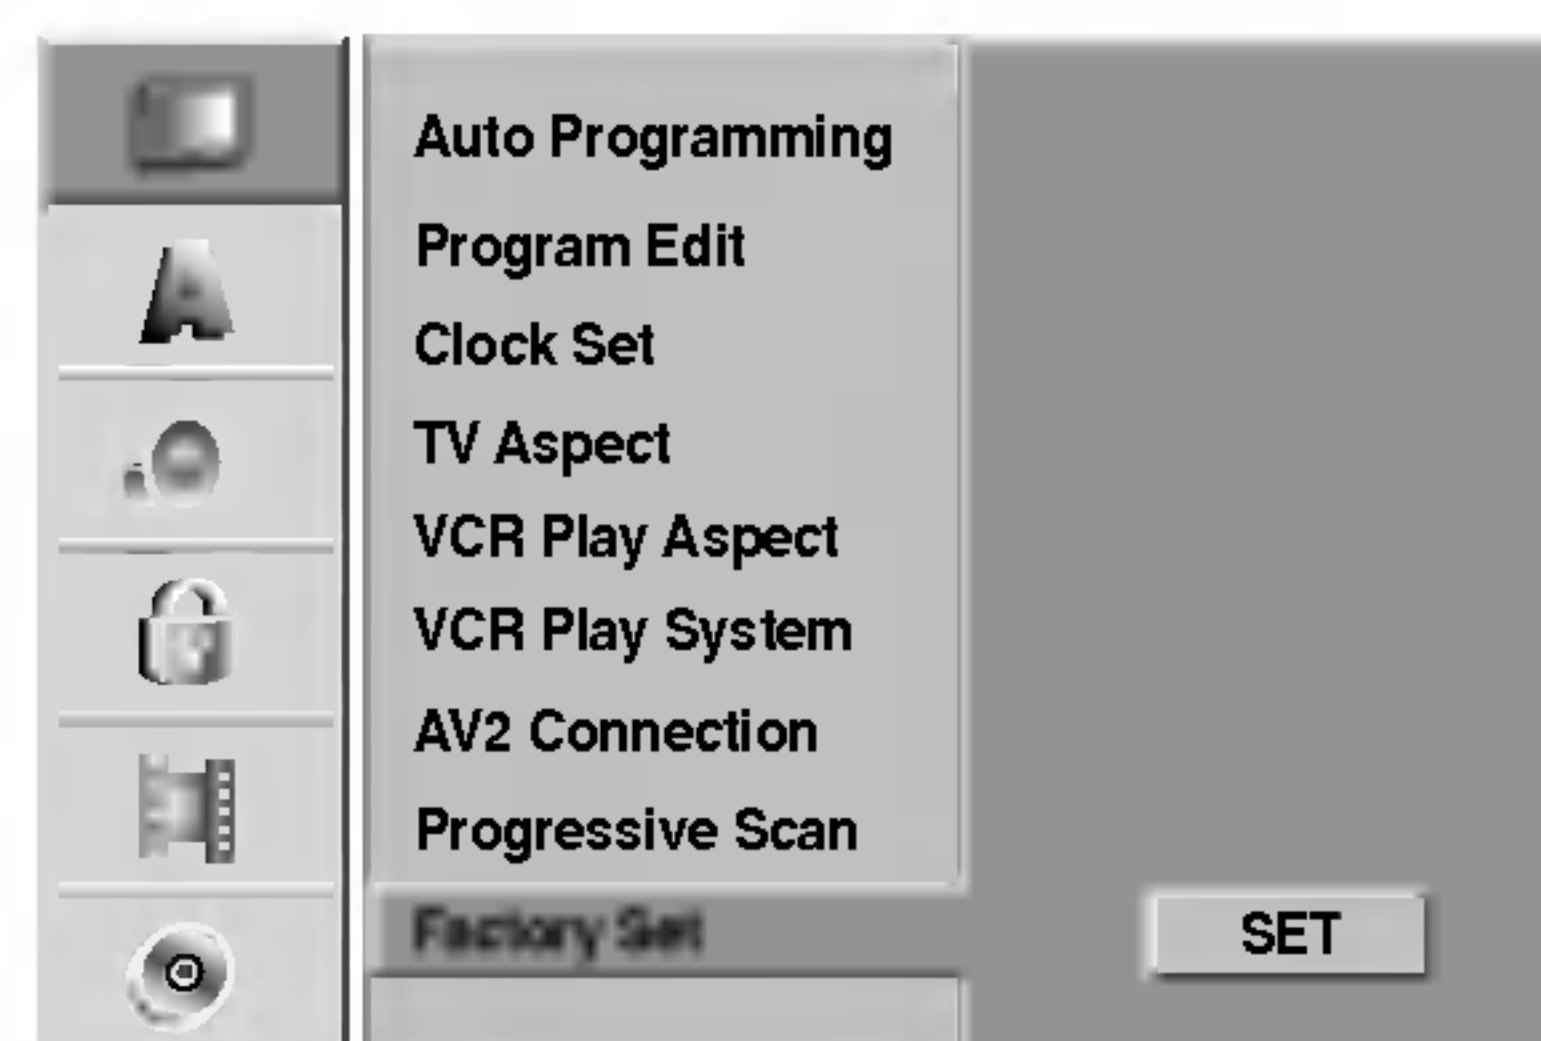 Auto Programming
Program Edit
Clock Set
TV Aspect
VCR Play Aspect
VCR Play System
AV2 Connection
Progressive Scan
Factory Set
SET